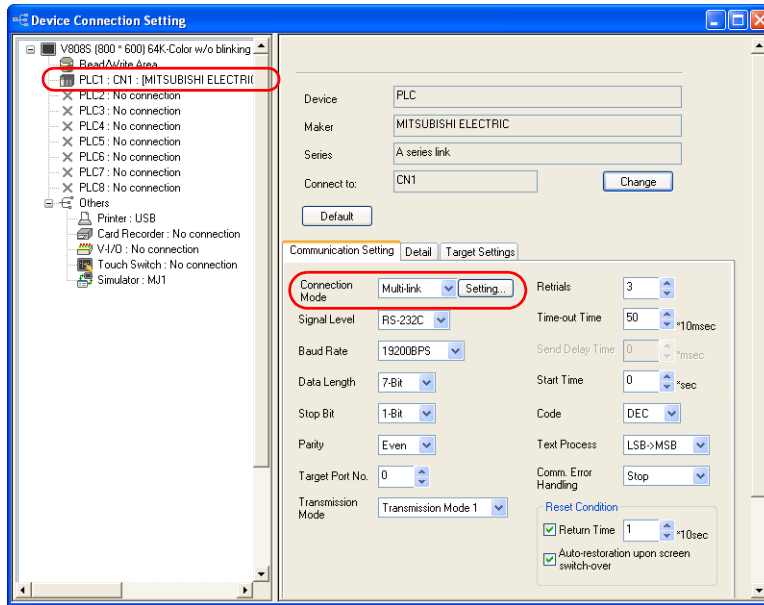 Device Connection Setting
V808S (800 * 600) 64K-Color w/o blinking
Read/Write Area
PLC1 : CN1 : [MITSUBISHI ELECTRIC
PLC2 : No connection
PLC3 : No connection
PLC4 : No connection
PLC5 : No connection
PLC6 : No connection
PLC7 : No connection
PLC8 : No connection
Others
Printer : USB
Card Recorder : No connection
V-I/O : No connection
Touch Switch : No connection
Simulator : MJ1
Device PLC
Maker MITSUBISHI ELECTRIC
Series A series link
Connect to: CN1 Change
Default
Communication Setting Detail Target Settings
Connection Mode Multi-link Setting...
Signal Level RS-232C
Baud Rate 19200BPS
Data Length 7-Bit
Stop Bit 1-Bit
Parity Even
Target Port No. 0
Transmission Mode Transmission Mode 1
Retrials 3
Time-out Time 50 *10msec
Send Delay Time 0 *msec
Start Time 0 *sec
Code DEC
Text Process LSB->MSB
Comm. Error Handling Stop
Reset Condition
Return Time 1 *10sec
Auto-restoration upon screen switch-over